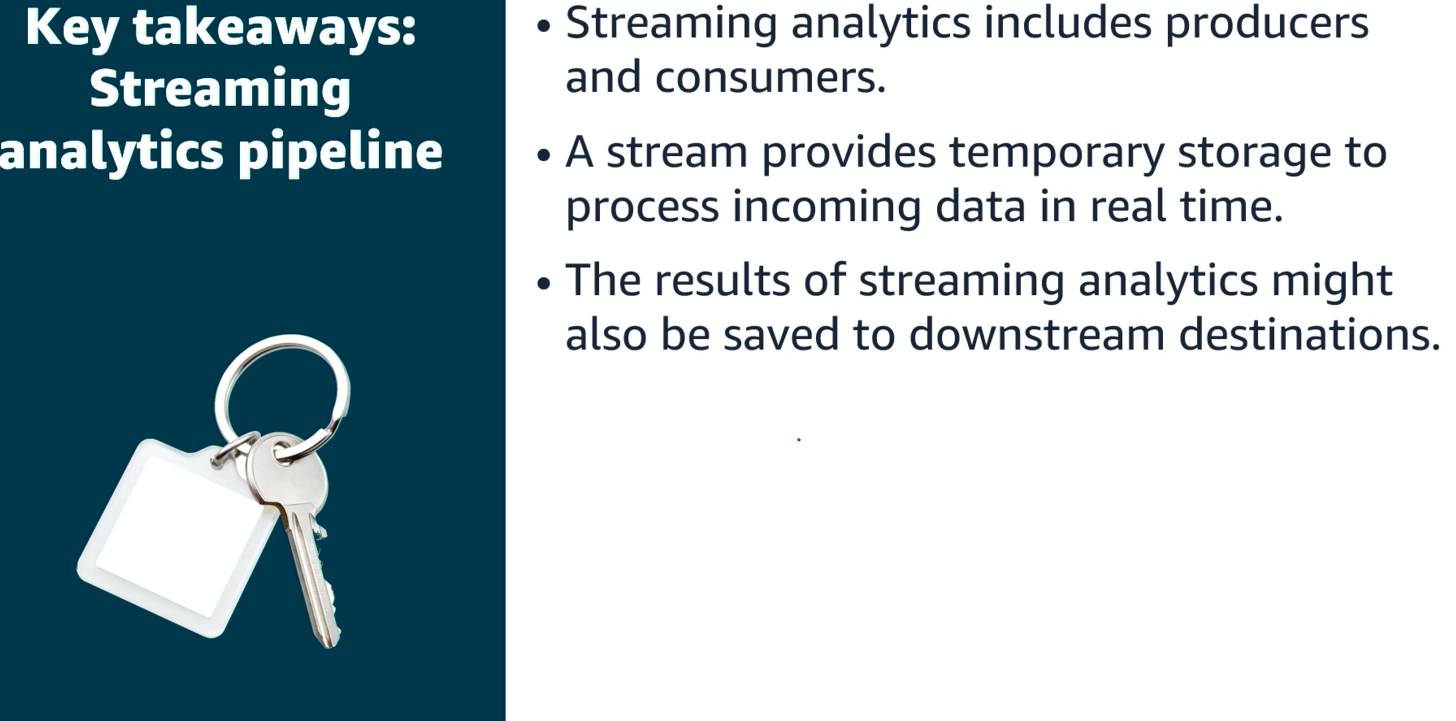 Key takeaways:
Streaming
analytics pipeline
• Streaming analytics includes producers
and consumers.
• A stream provides temporary storage to
process incoming data in real time.
• The results of streaming analytics might
also be saved to downstream destinations.